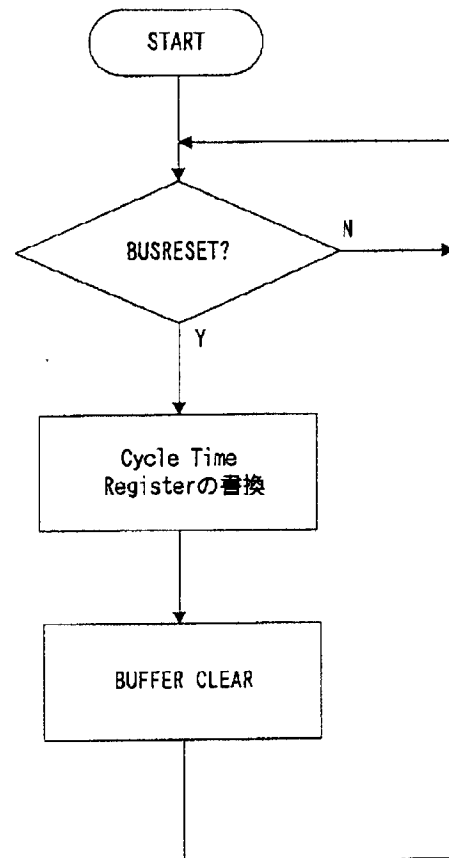 START
BUSRESET?
N
Y
Cycle Time
Registerの書換
BUFFER CLEAR